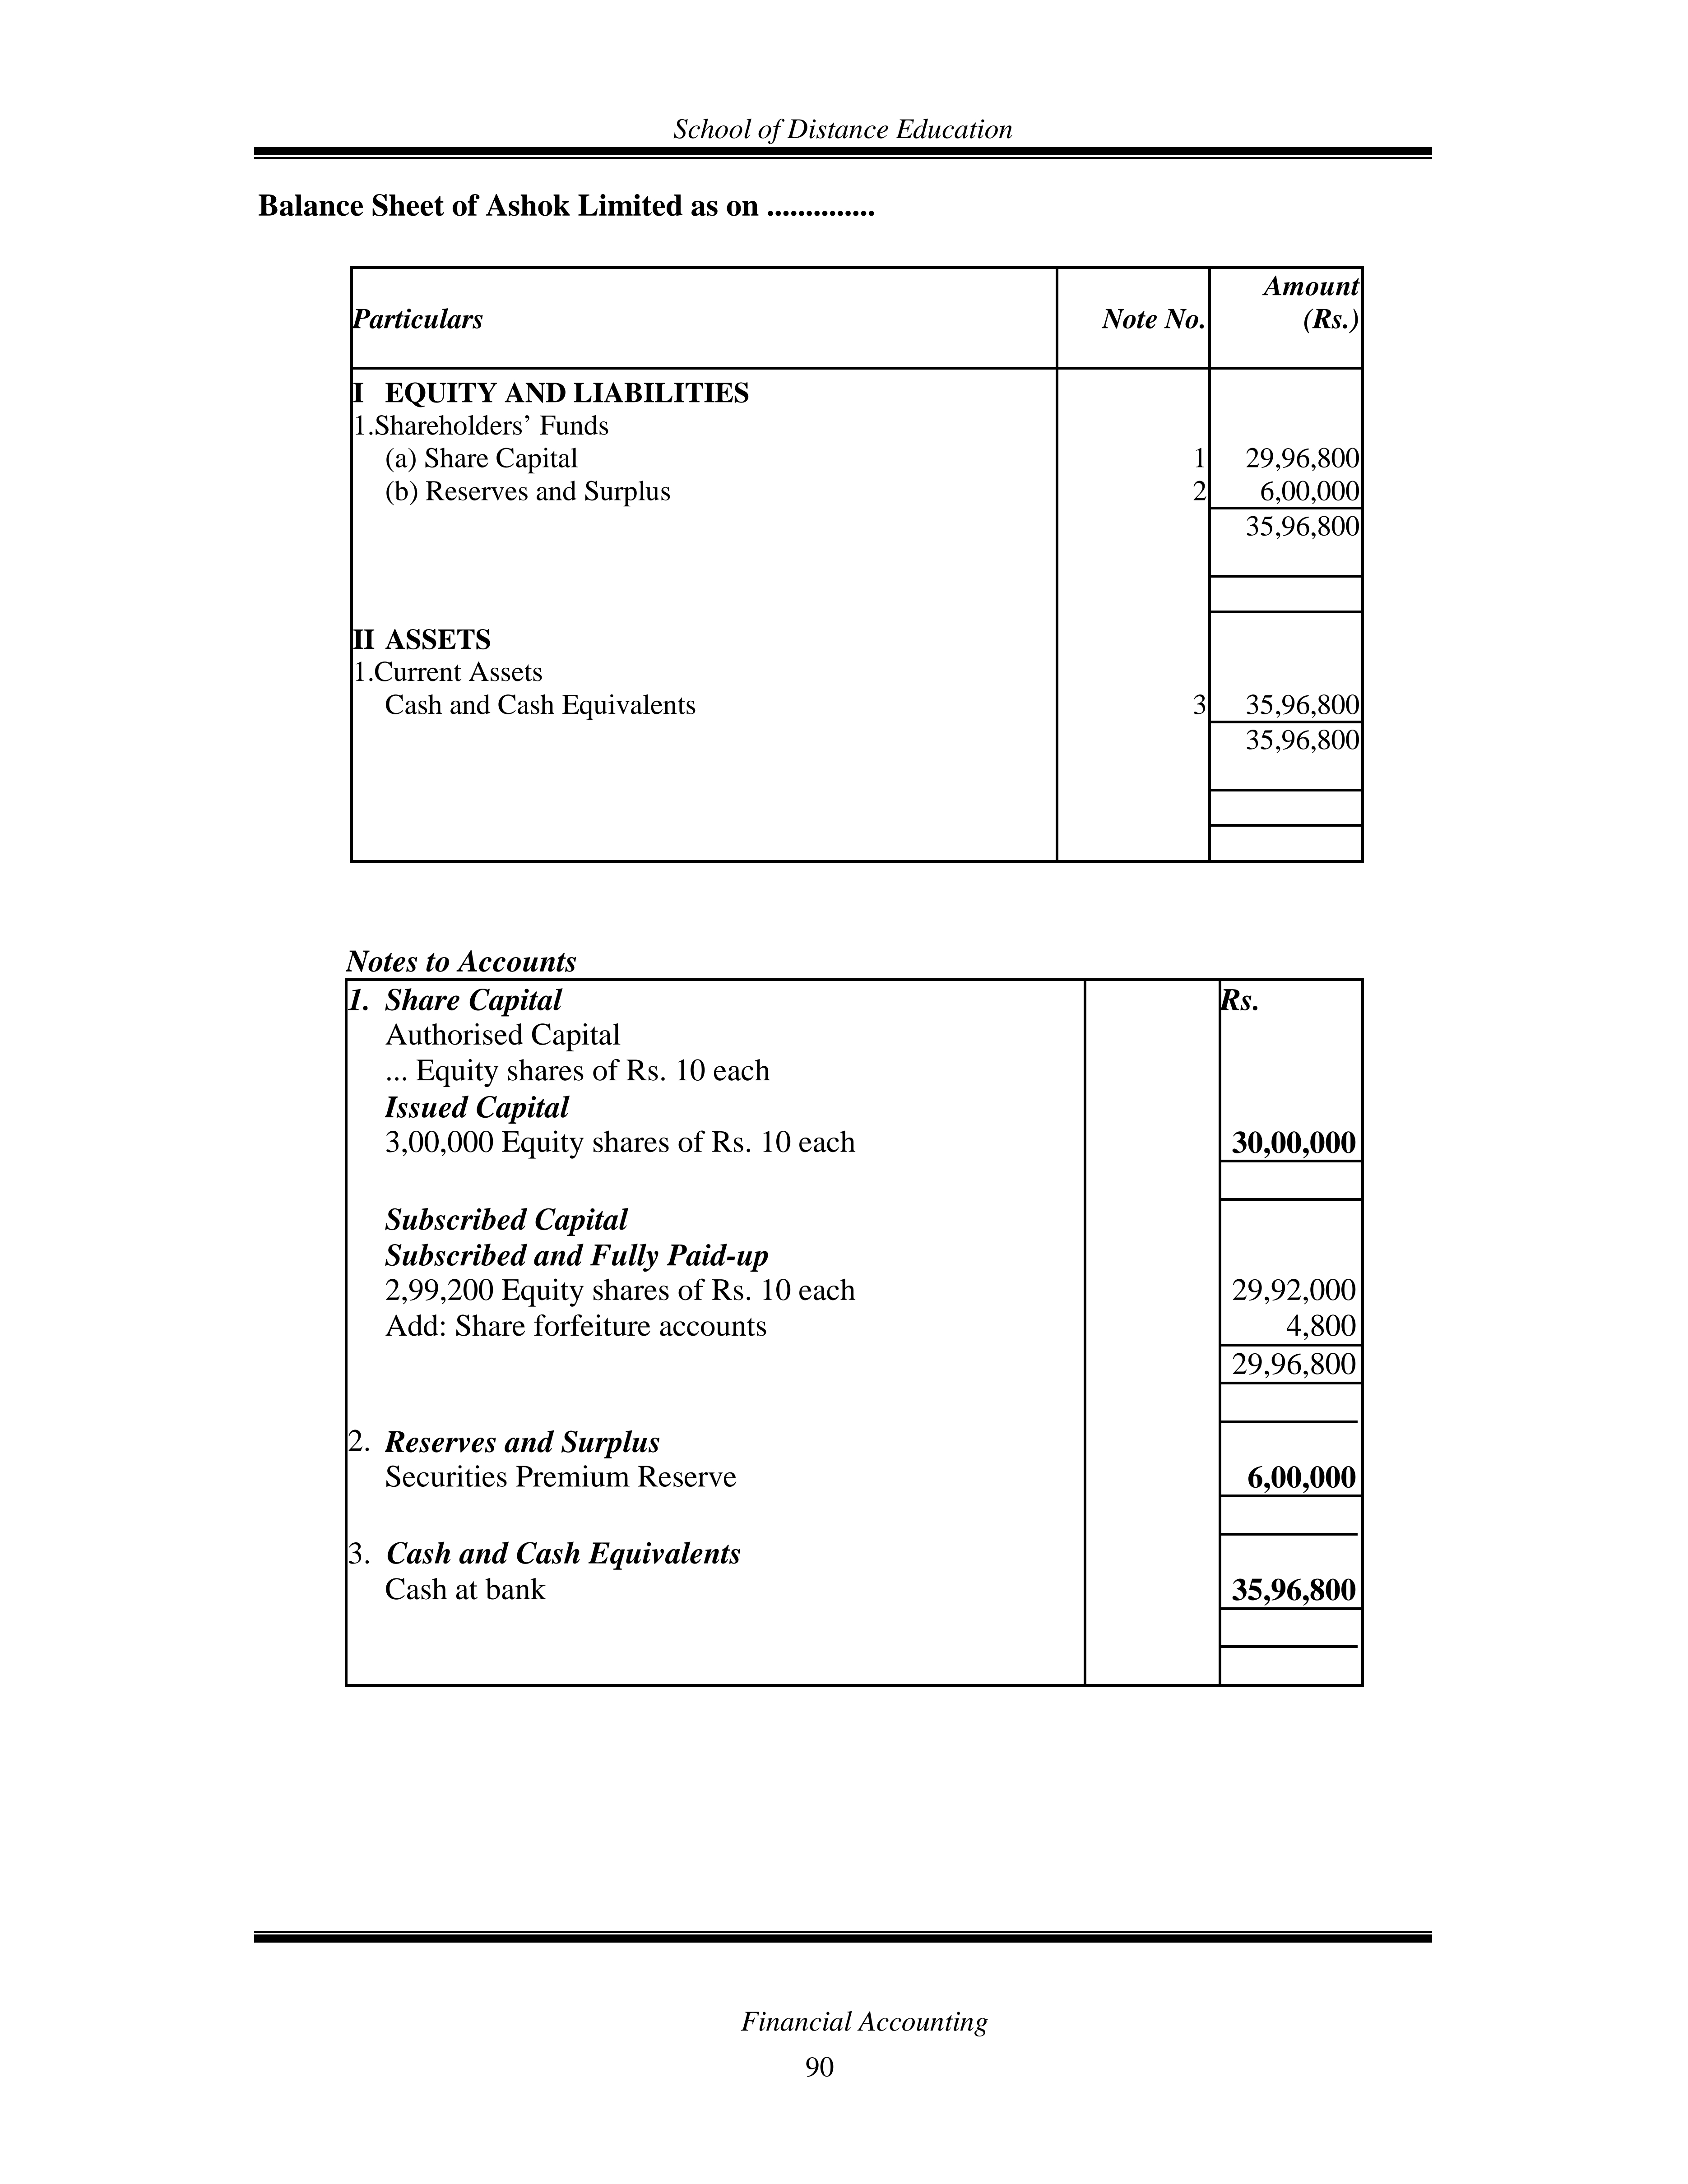 School of Distance Education
Balance Sheet of Ashok Limited as on ..............
Amount
Particulars Note No. (Rs.)
I EQUITY AND LIABILITIES
1.Shareholders’ Funds
(a) Share Capital 1 29,96,800
(b) Reserves and Surplus 2 6,00,000
35,96,800
II ASSETS
1.Current Assets
Cash and Cash Equivalents 3 35,96,800
35,96,800
Notes to Accounts
1. Share Capital Rs.
Authorised Capital
... Equity shares of Rs. 10 each
Issued Capital
3,00,000 Equity shares of Rs. 10 each 30,00,000
Subscribed Capital
Subscribed and Fully Paid-up
2,99,200 Equity shares of Rs. 10 each 29,92,000
Add: Share forfeiture accounts 4,800
29,96,800
2. Reserves and Surplus
Securities Premium Reserve 6,00,000
3. Cash and Cash Equivalents
Cash at bank 35,96,800
Financial Accounting
90